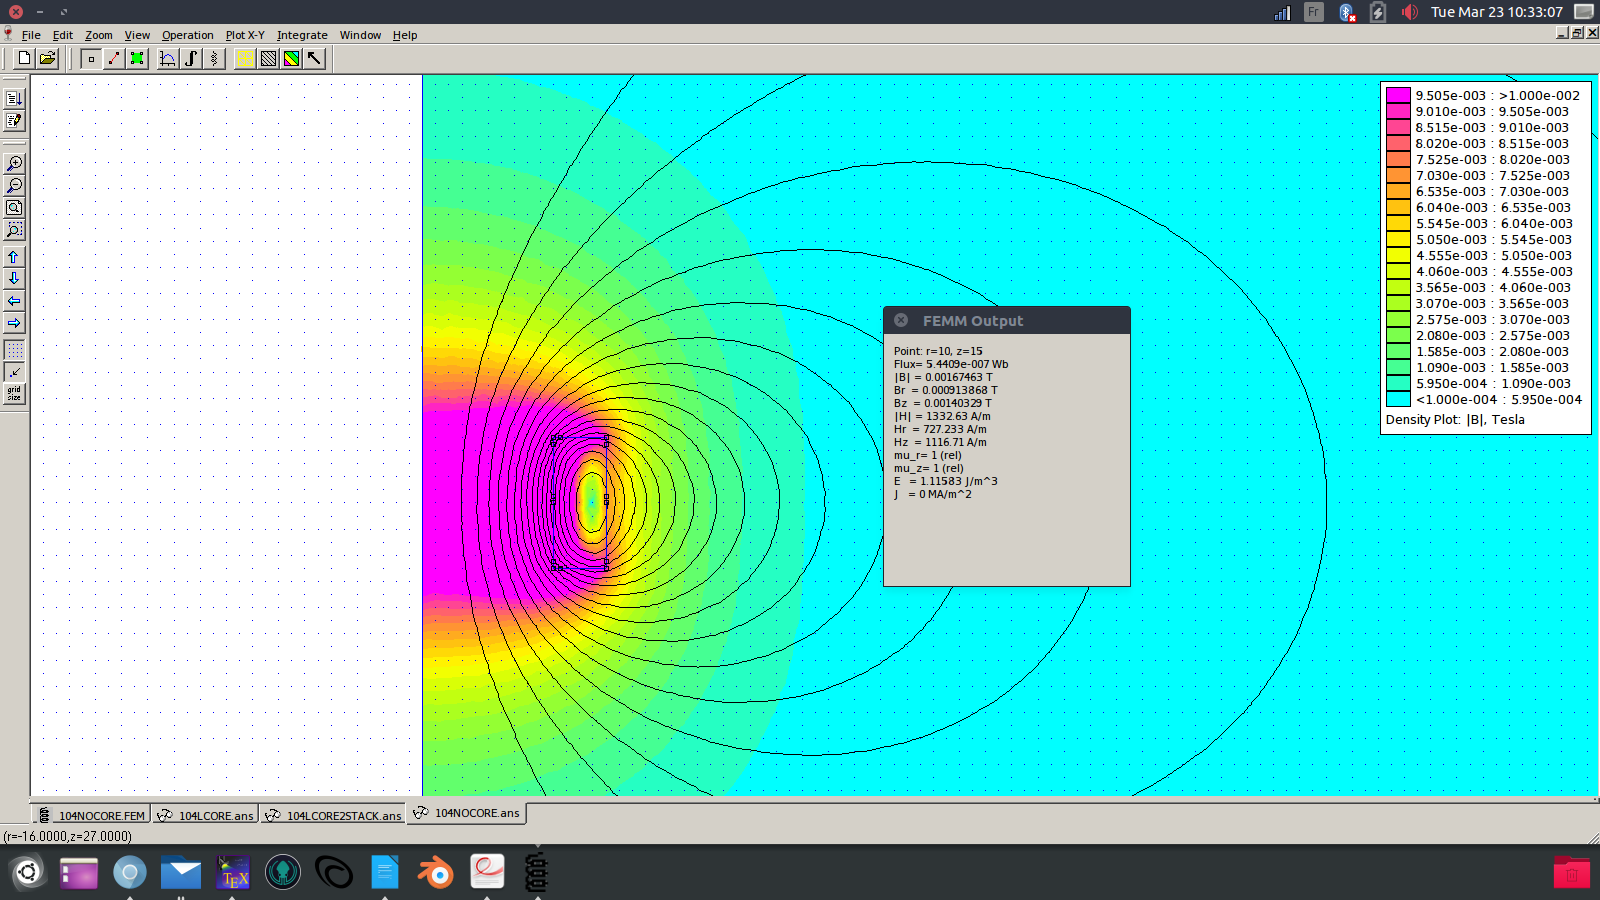 Fr
Tue Mar 23 10:33:07
File Edit Zoom View Operation Plot X-Y Integrate Window Help
9.505e-003 : >1.000e-002
9.010e-003 : 9.505e-003
8.515e-003 : 9.010e-003
8.020e-003 : 8.515e-003
7.525e-003 : 8.020e-003
7.030e-003 : 7.525e-003
6.535e-003 : 7.030e-003
6.040e-003 : 6.535e-003
5.545e-003 : 6.040e-003
5.050e-003 : 5.545e-003
4.555e-003 : 5.050e-003
4.060e-003 : 4.555e-003
3.565e-003 : 4.060e-003
3.070e-003 : 3.565e-003
2.575e-003 : 3.070e-003
2.080e-003 : 2.575e-003
1.585e-003 : 2.080e-003
1.090e-003 : 1.585e-003
5.950e-004 : 1.090e-003
<1.000e-004 : 5.950e-004
Density Plot: |B|, Tesla
FEMM Output
Point: r=10, z=15
Flux= 5.4409e-007 Wb
|B| = 0.00167463 T
Br = 0.000913868 T
Bz = 0.00140329 T
|H| = 1332.63 A/m
Hr = 727.233 A/m
Hz = 1116.71 A/m
mu_r= 1 (rel)
mu_z= 1 (rel)
E = 1.11583 J/m^3
J = 0 MA/m^2
grid
size
104NOCORE.FEM
104LCORE.ans
104LCORE2STACK.ans
104NOCORE.ans
(r=-16.0000,z=27.0000)
TEX